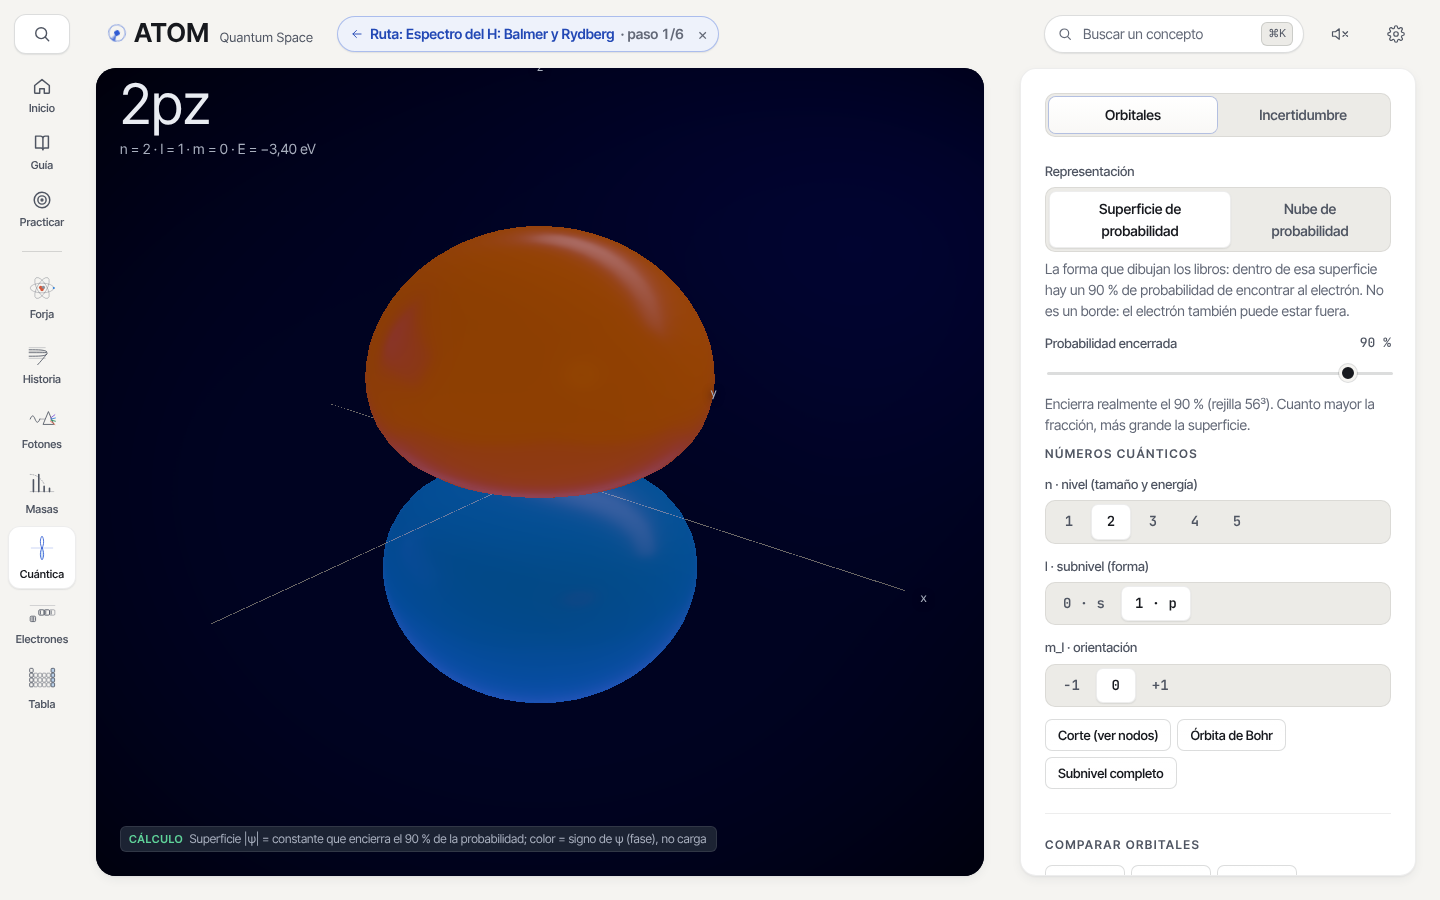 ATOM Quantum Space
← Ruta: Espectro del H: Balmer y Rydberg · paso 1/6 ×
Buscar un concepto ⌘K
Inicio
Guía
Practicar
Forja
Historia
Fotones
Masas
Cuántica
Electrones
Tabla
z
2pz
n = 2 · l = 1 · m = 0 · E = −3,40 eV
y
x
CÁLCULO Superficie |ψ| = constante que encierra el 90 % de la probabilidad; color = signo de ψ (fase), no carga
Orbitales Incertidumbre
Representación
Superficie de
probabilidad
Nube de
probabilidad
La forma que dibujan los libros: dentro de esa superficie
hay un 90 % de probabilidad de encontrar al electrón. No
es un borde: el electrón también puede estar fuera.
Probabilidad encerrada 90 %
Encierra realmente el 90 % (rejilla 56³). Cuanto mayor la
fracción, más grande la superficie.
NÚMEROS CUÁNTICOS
n · nivel (tamaño y energía)
1 2 3 4 5
l · subnivel (forma)
0 · s 1 · p
m_l · orientación
-1 0 +1
Corte (ver nodos) Órbita de Bohr
Subnivel completo
COMPARAR ORBITALES